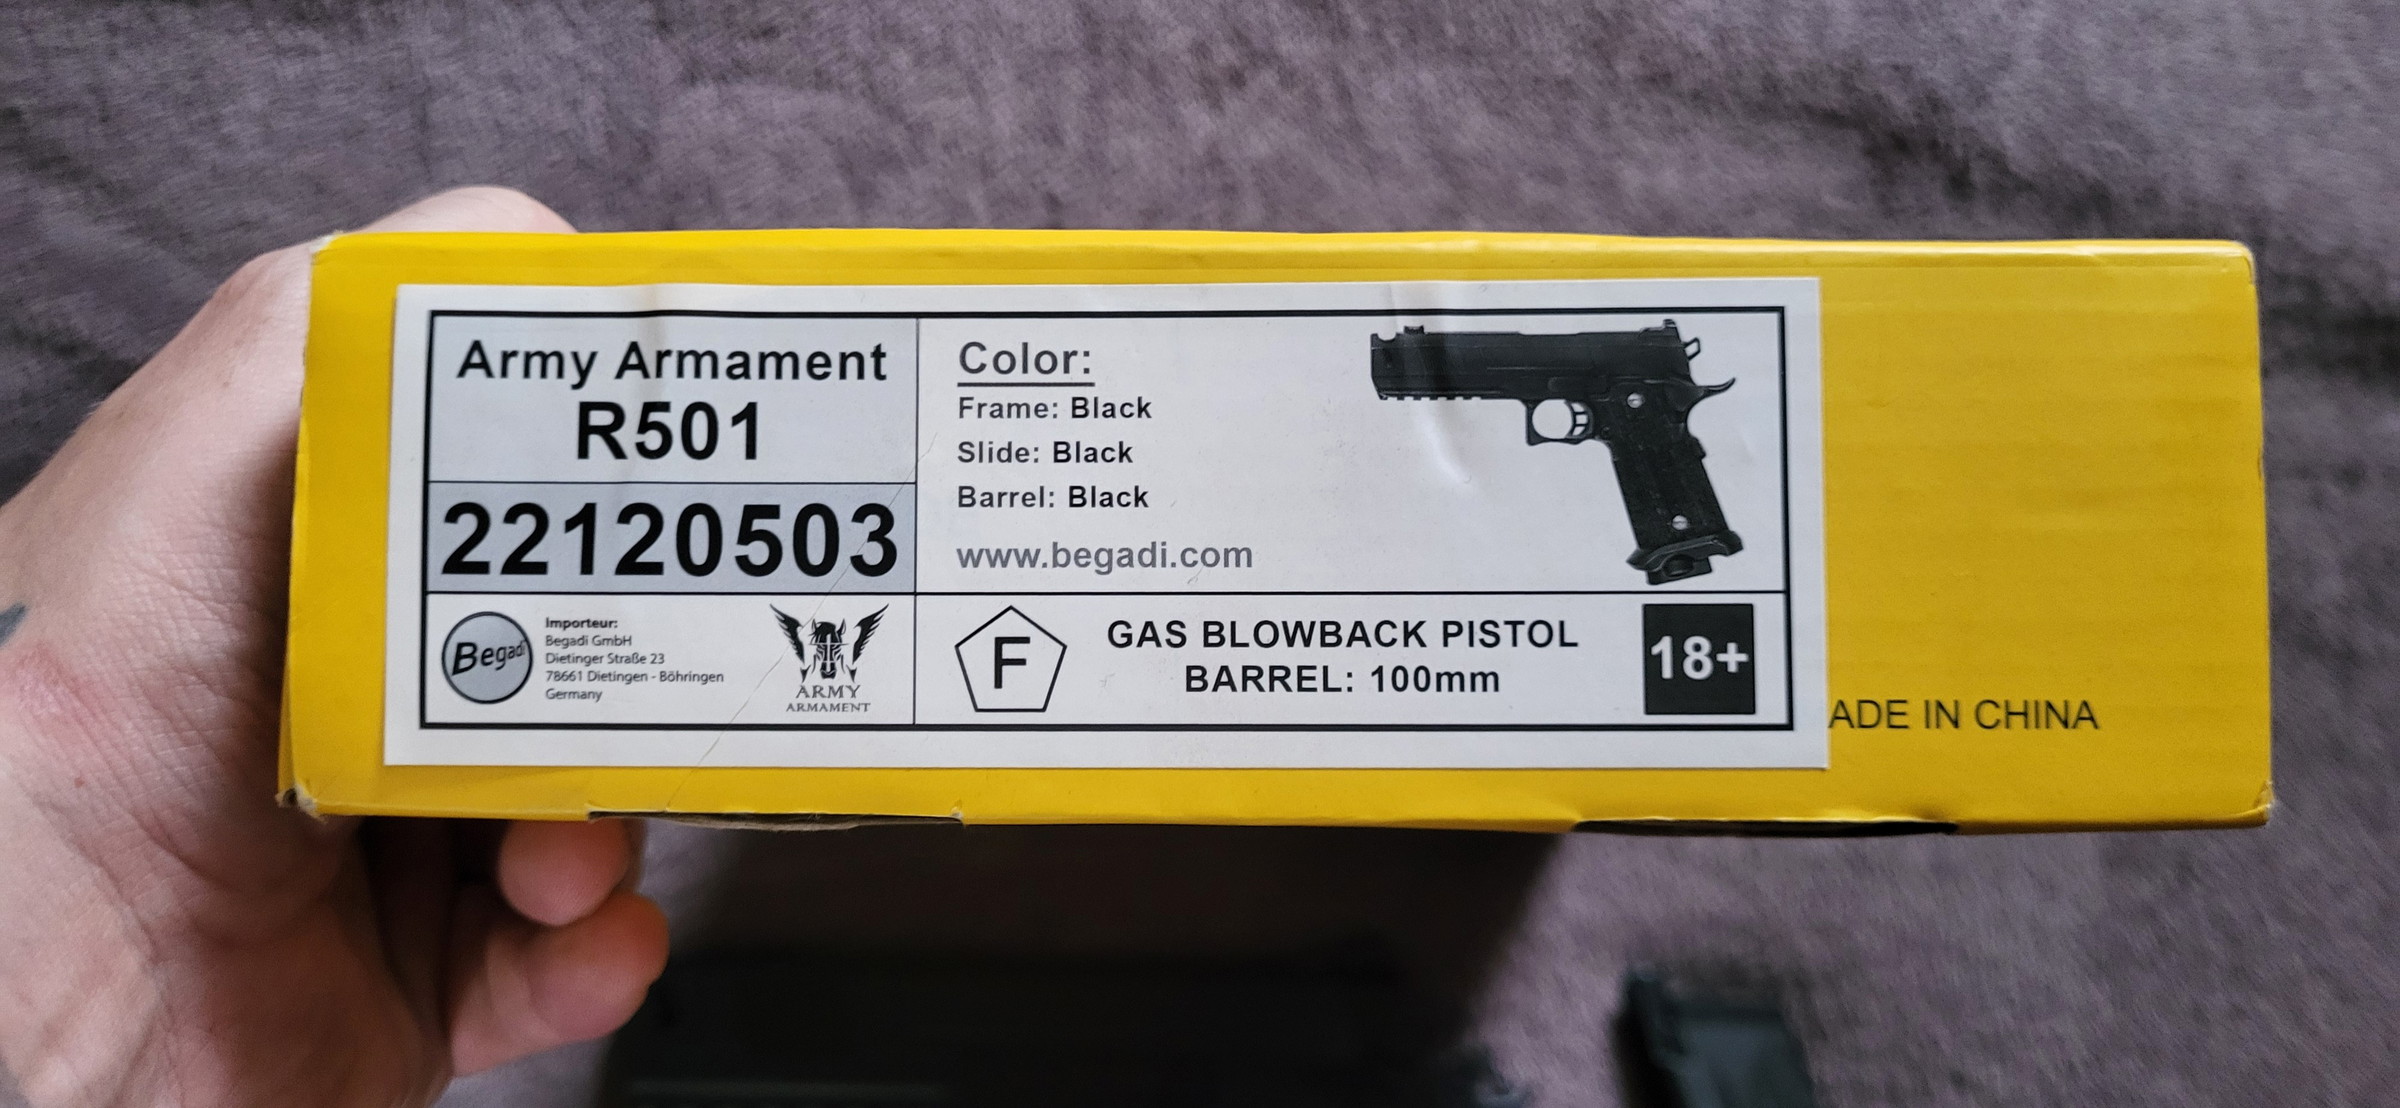 Army Armament
R501
22120503
Begadi
Importeur:
Begadi GmbH
Dietinger Straße 23
78661 Dietingen - Böhringen
Germany
ARMY
ARMAMENT
Color:
Frame: Black
Slide: Black
Barrel: Black
www.begadi.com
F
GAS BLOWBACK PISTOL
BARREL: 100mm
18+
ADE IN CHINA